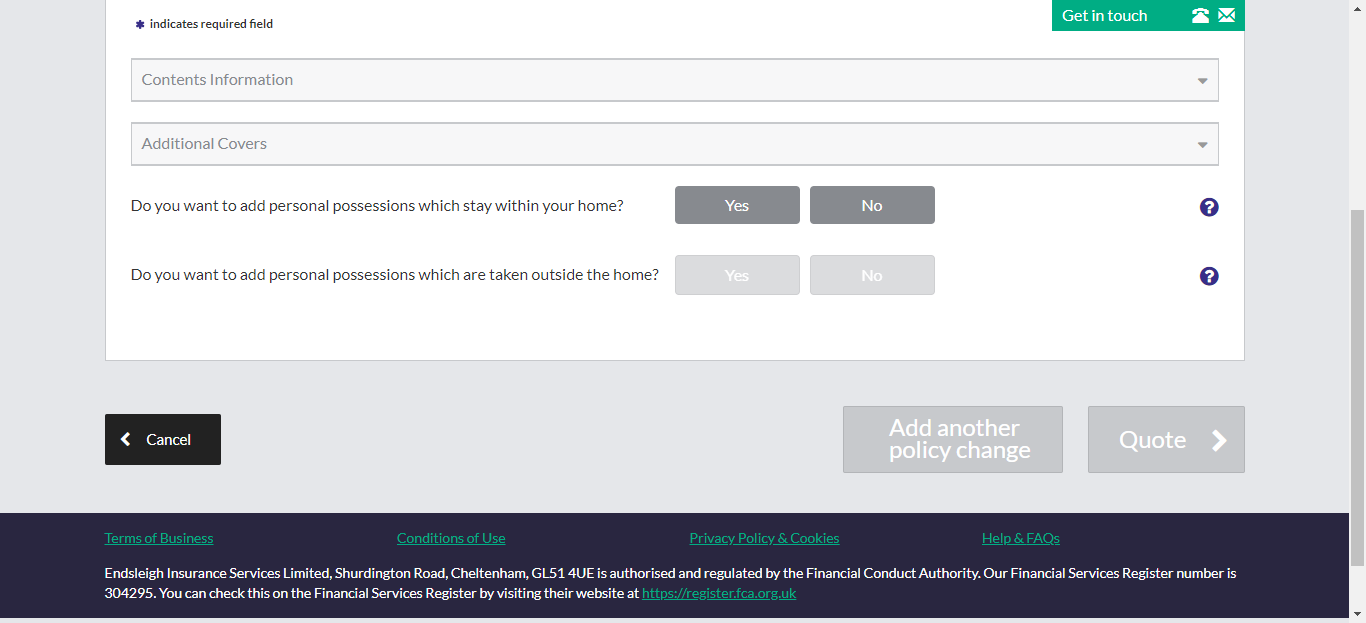 ✱ indicates required field
Get in touch
Contents Information
Additional Covers
Do you want to add personal possessions which stay within your home? Yes No ?
Do you want to add personal possessions which are taken outside the home? Yes No ?
Cancel
Add another
policy change
Quote
Terms of Business Conditions of Use Privacy Policy & Cookies Help & FAQs
Endsleigh Insurance Services Limited, Shurdington Road, Cheltenham, GL51 4UE is authorised and regulated by the Financial Conduct Authority. Our Financial Services Register number is
304295. You can check this on the Financial Services Register by visiting their website at https://register.fca.org.uk